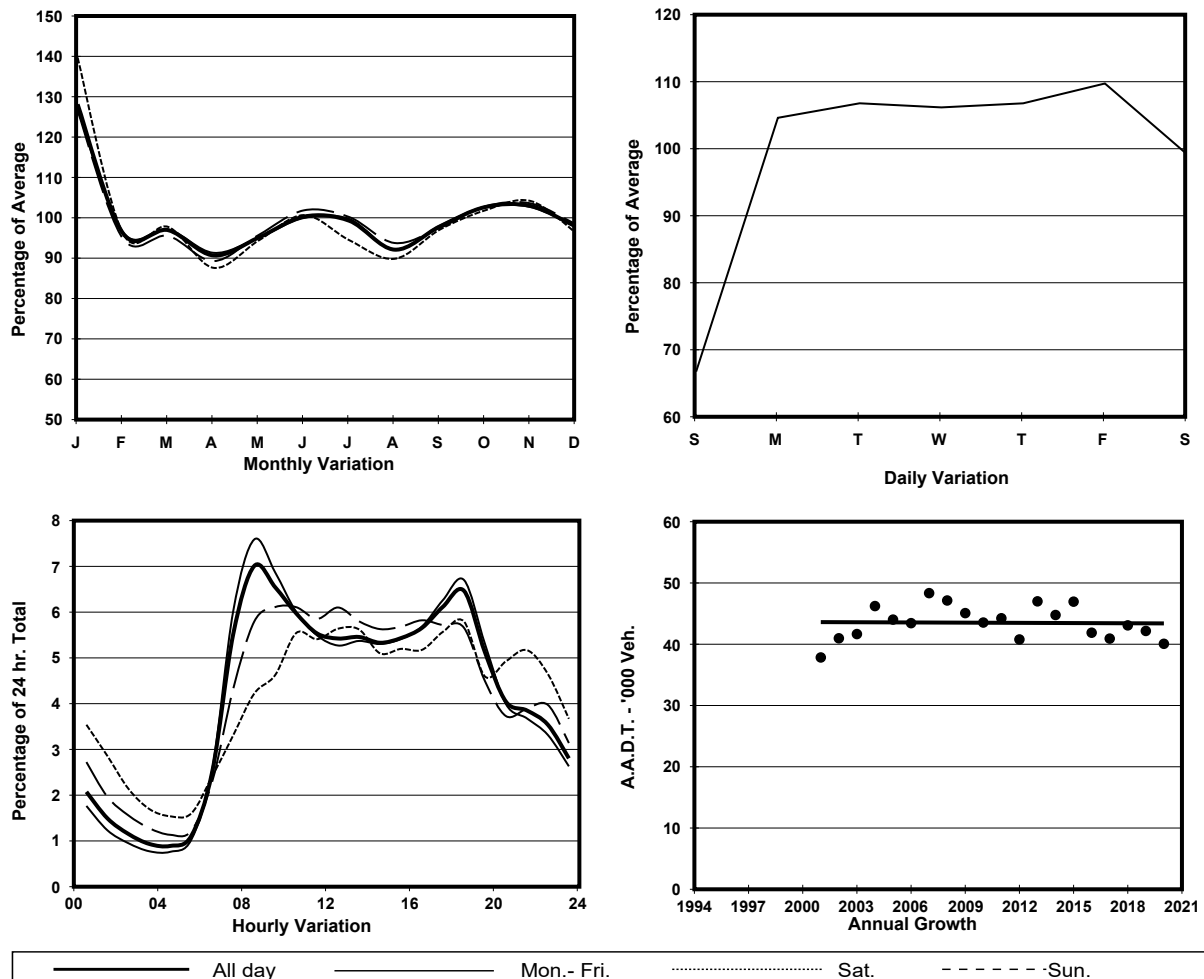 150
140
130
120
110
100
90
80
70
60
50
Percentage of Average
J F M A M J J A S O N D
Monthly Variation
120
110
100
90
80
70
60
Percentage of Average
S M T W T F S
Daily Variation
8
7
6
5
4
3
2
1
0
Percentage of 24 hr. Total
00 04 08 12 16 20 24
Hourly Variation
60
50
40
30
20
10
0
A.A.D.T. - '000 Veh.
1994 1997 2000 2003 2006 2009 2012 2015 2018 2021
Annual Growth
All day Mon.- Fri. Sat. Sun.